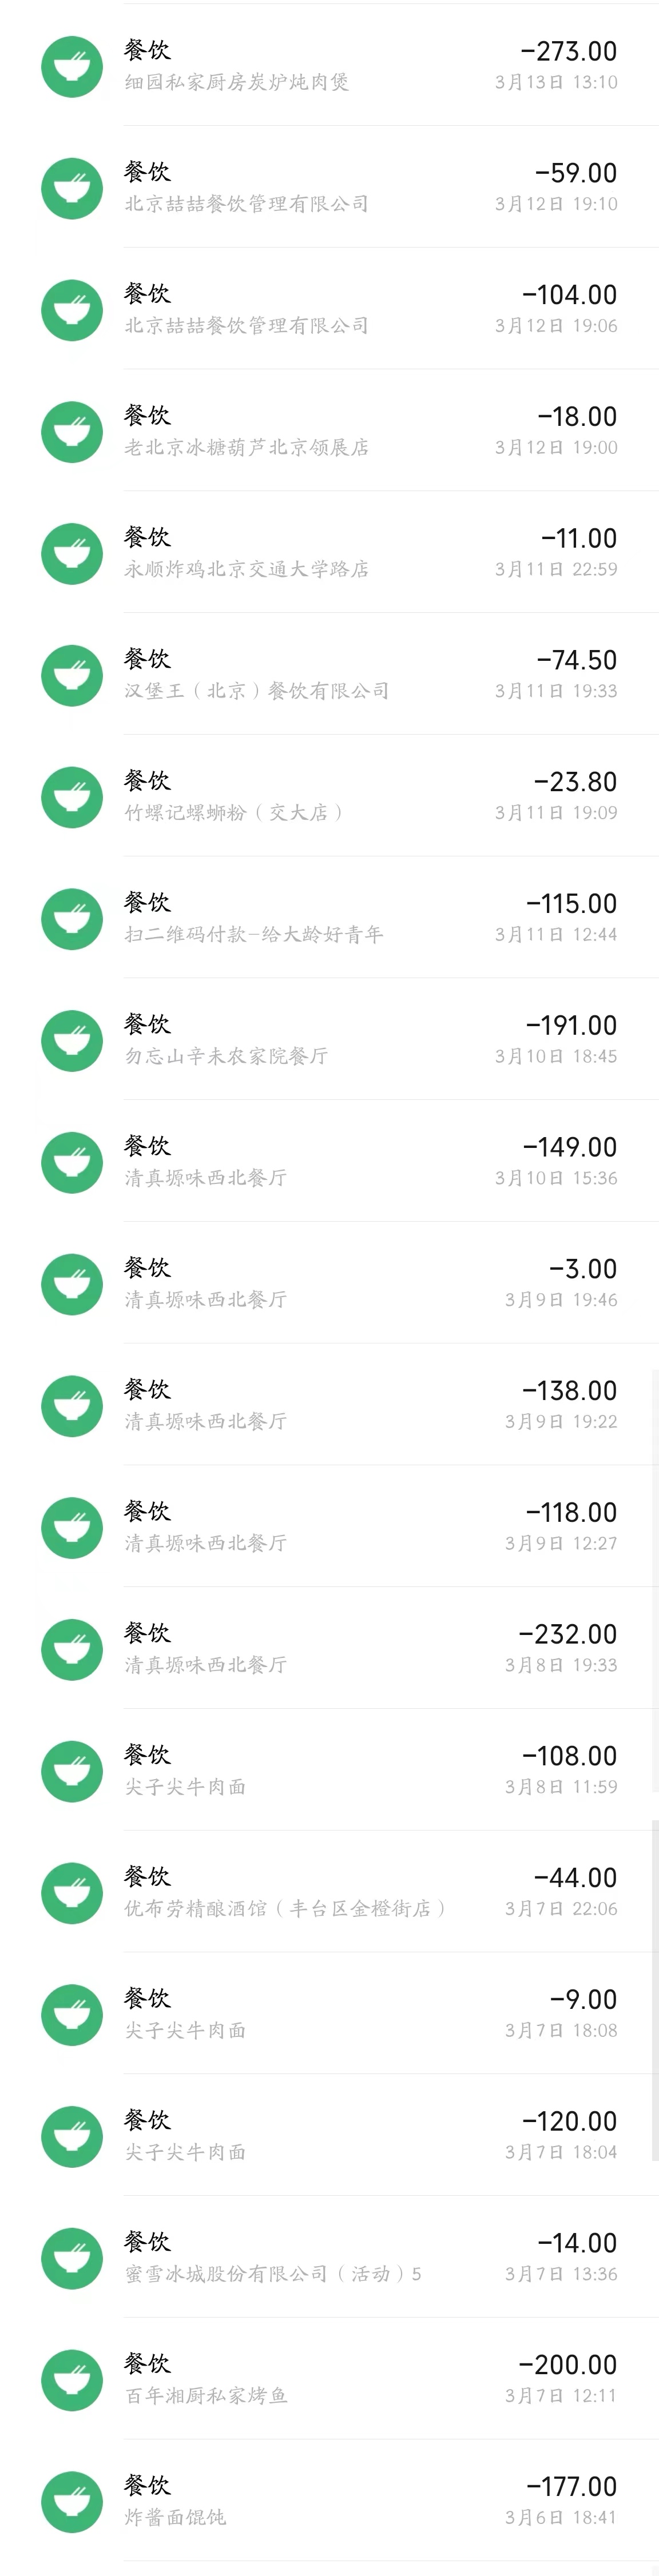 餐饮
-273.00
细园私家厨房炭炉炖肉煲
3月13日 13:10
餐饮
-59.00
北京喆喆餐饮管理有限公司
3月12日 19:10
餐饮
-104.00
北京喆喆餐饮管理有限公司
3月12日 19:06
餐饮
-18.00
老北京冰糖葫芦北京领展店
3月12日 19:00
餐饮
-11.00
永顺炸鸡北京交通大学路店
3月11日 22:59
餐饮
-74.50
汉堡王（北京）餐饮有限公司
3月11日 19:33
餐饮
-23.80
竹螺记螺蛳粉（交大店）
3月11日 19:09
餐饮
-115.00
扫二维码付款-给大龄好青年
3月11日 12:44
餐饮
-191.00
勿忘山辛未农家院餐厅
3月10日 18:45
餐饮
-149.00
清真塬味西北餐厅
3月10日 15:36
餐饮
-3.00
清真塬味西北餐厅
3月9日 19:46
餐饮
-138.00
清真塬味西北餐厅
3月9日 19:22
餐饮
-118.00
清真塬味西北餐厅
3月9日 12:27
餐饮
-232.00
清真塬味西北餐厅
3月8日 19:33
餐饮
-108.00
尖子尖牛肉面
3月8日 11:59
餐饮
-44.00
优布劳精酿酒馆（丰台区金橙街店）
3月7日 22:06
餐饮
-9.00
尖子尖牛肉面
3月7日 18:08
餐饮
-120.00
尖子尖牛肉面
3月7日 18:04
餐饮
-14.00
蜜雪冰城股份有限公司（活动）5
3月7日 13:36
餐饮
-200.00
百年湘厨私家烤鱼
3月7日 12:11
餐饮
-177.00
炸酱面馄饨
3月6日 18:41